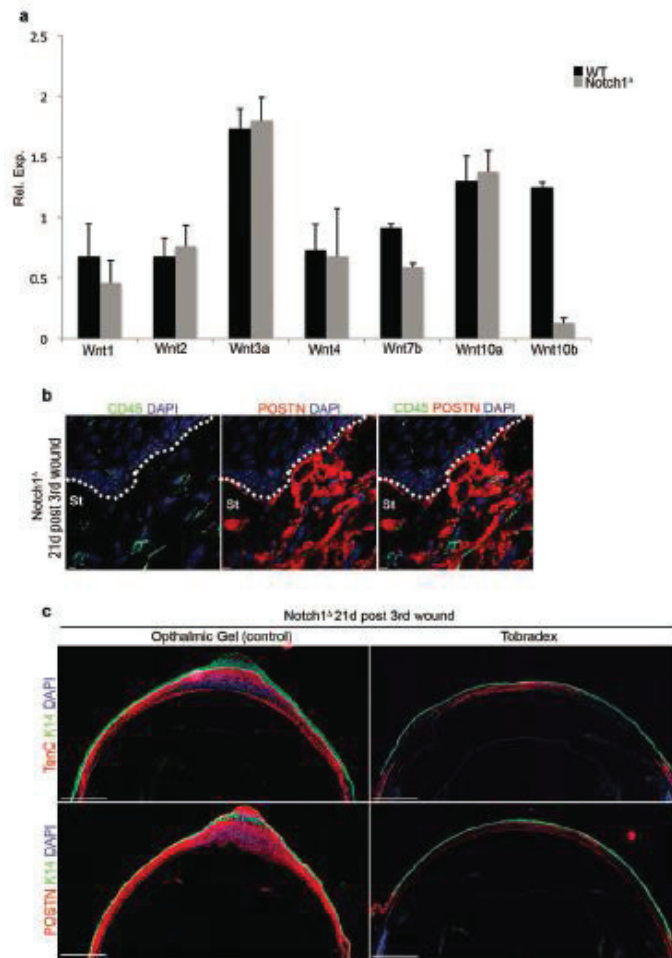 a
2.5
2
1.5
1
0.5
0
Rel. Exp.
WT
Notch1Δ
Wnt1 Wnt2 Wnt3a Wnt4 Wnt7b Wnt10a Wnt10b
b
CD45 DAPI POSTN DAPI CD45 POSTN DAPI
Notch1Δ
21d post 3rd wound
St St St
c
Notch1Δ 21d post 3rd wound
Opthalmic Gel (control) Tobradex
TenC K14 DAPI
POSTN K14 DAPI